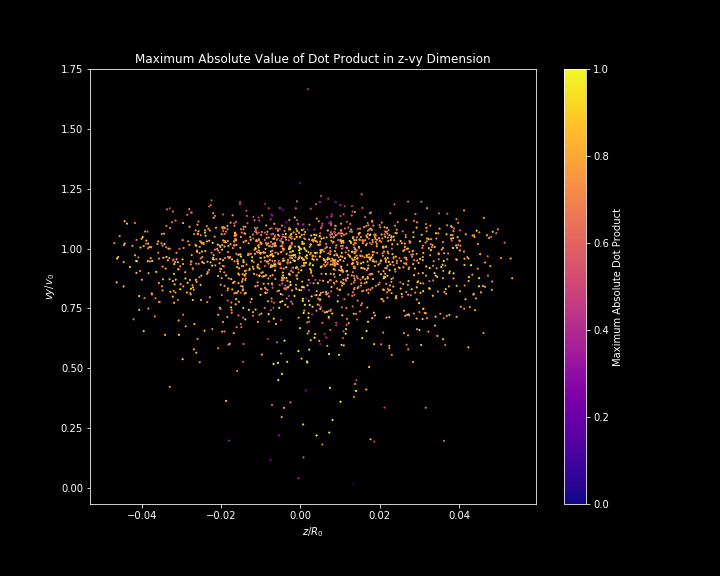 Maximum Absolute Value of Dot Product in z-vy Dimension
1.75
1.50
1.25
1.00
0.75
0.50
0.25
0.00
vy/v₀
−0.04 −0.02 0.00 0.02 0.04
z/R₀
1.0
0.8
0.6
0.4
0.2
0.0
Maximum Absolute Dot Product